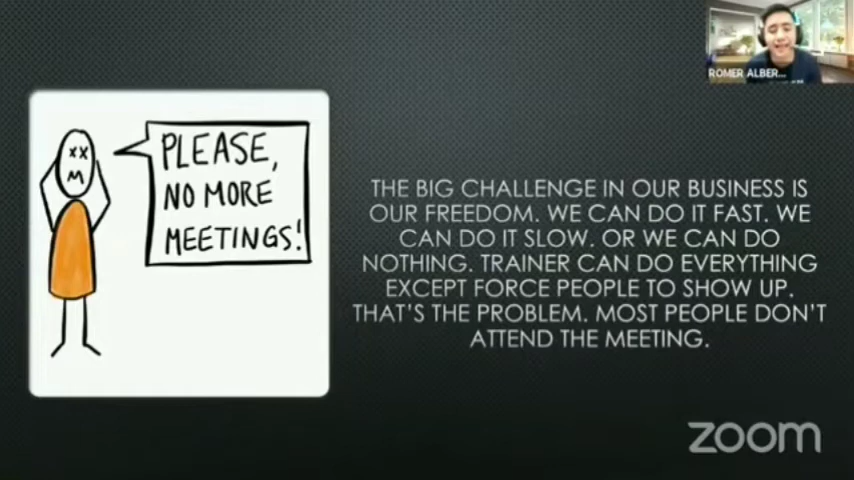 ROMER ALBER...
PLEASE,
NO MORE
MEETINGS!
THE BIG CHALLENGE IN OUR BUSINESS IS
OUR FREEDOM. WE CAN DO IT FAST. WE
CAN DO IT SLOW. OR WE CAN DO
NOTHING. TRAINER CAN DO EVERYTHING
EXCEPT FORCE PEOPLE TO SHOW UP.
THAT'S THE PROBLEM. MOST PEOPLE DON'T
ATTEND THE MEETING.
zoom